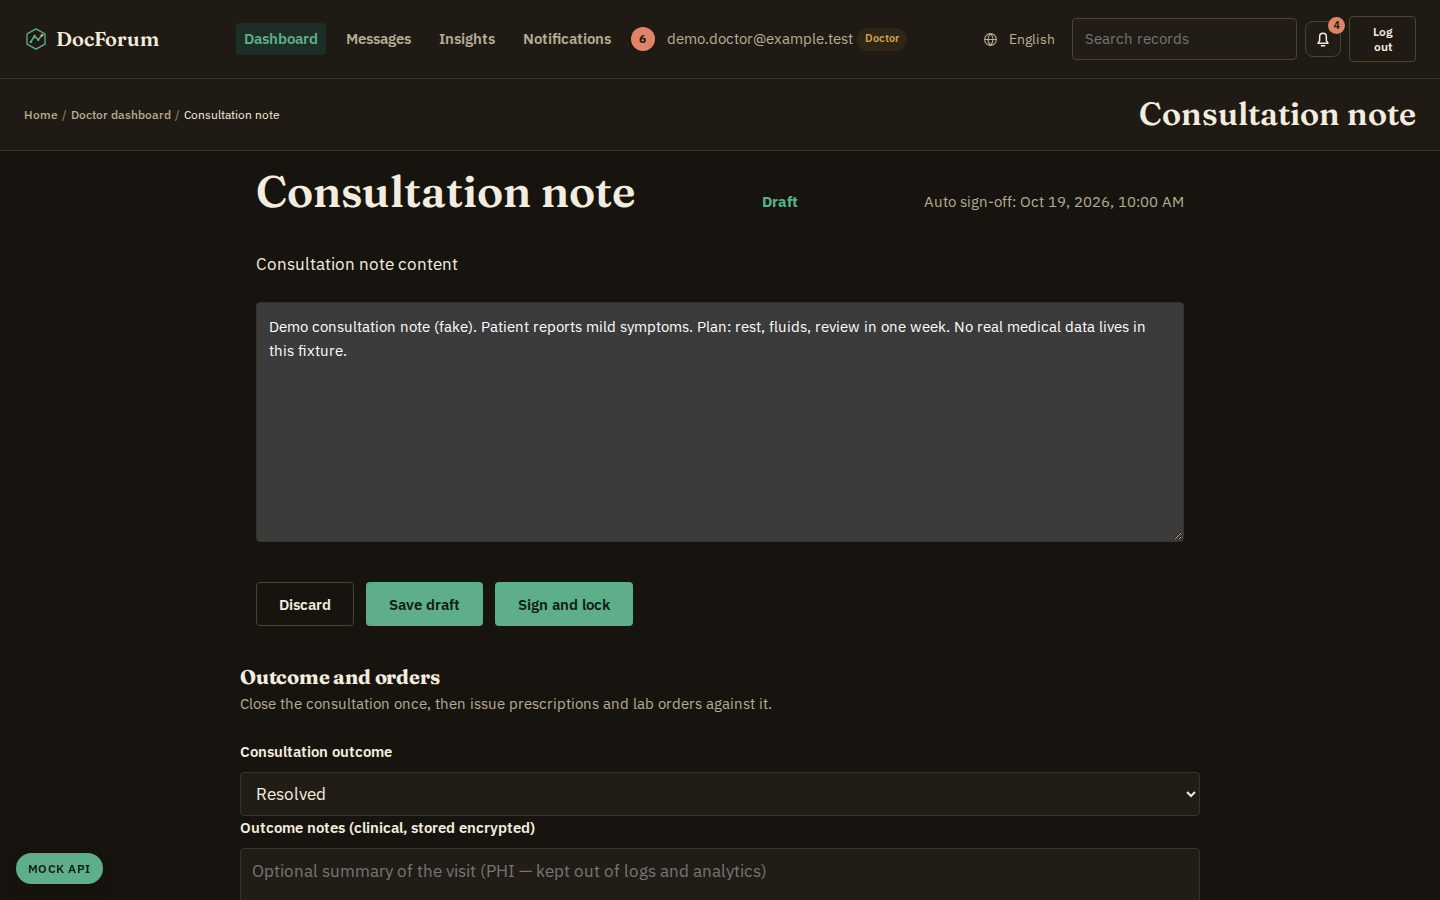 DocForum
Dashboard
Messages
Insights
Notifications
6
demo.doctor@example.test
Doctor
English
Search records
4
Log
out
Home / Doctor dashboard / Consultation note
Consultation note
Consultation note
Draft
Auto sign-off: Oct 19, 2026, 10:00 AM
Consultation note content
Demo consultation note (fake). Patient reports mild symptoms. Plan: rest, fluids, review in one week. No real medical data lives in
this fixture.
Discard
Save draft
Sign and lock
Outcome and orders
Close the consultation once, then issue prescriptions and lab orders against it.
Consultation outcome
Resolved
Outcome notes (clinical, stored encrypted)
Optional summary of the visit (PHI — kept out of logs and analytics)
MOCK API